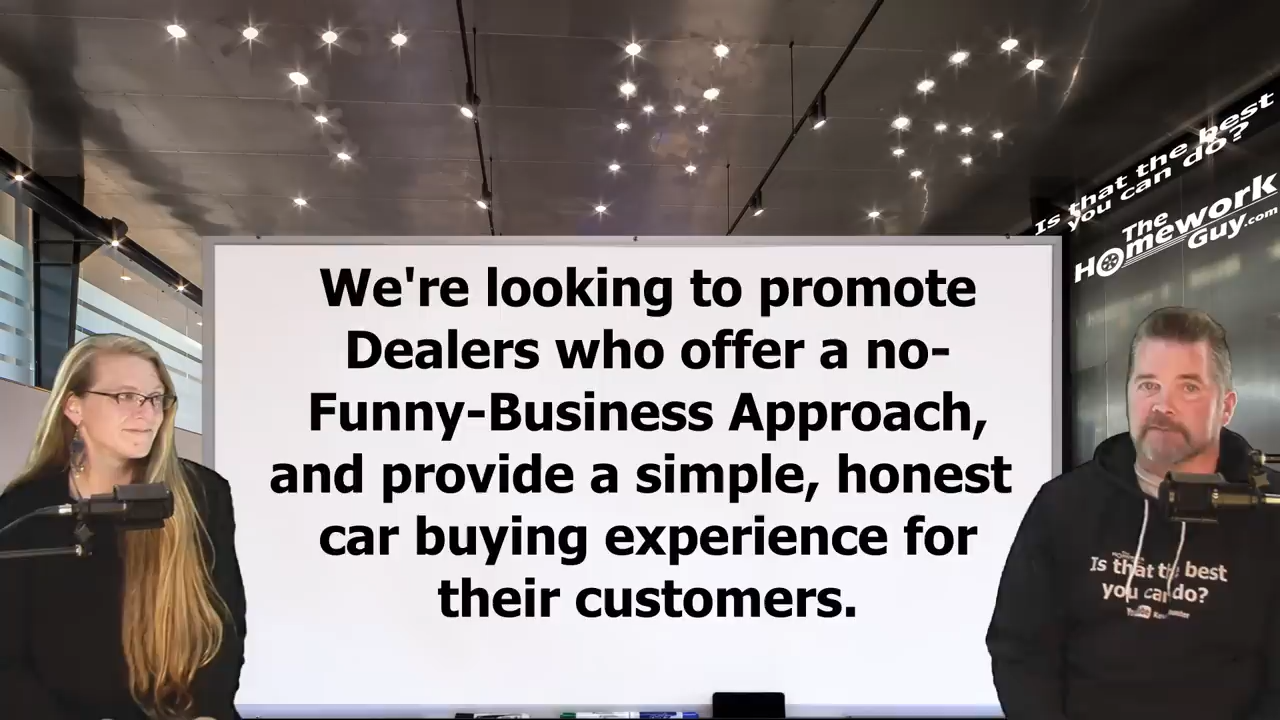 Is that the best
you can do?
The
Homework
Guy.com
We're looking to promote
Dealers who offer a no-
Funny-Business Approach,
and provide a simple, honest
car buying experience for
their customers.
Is that the best
you can do?